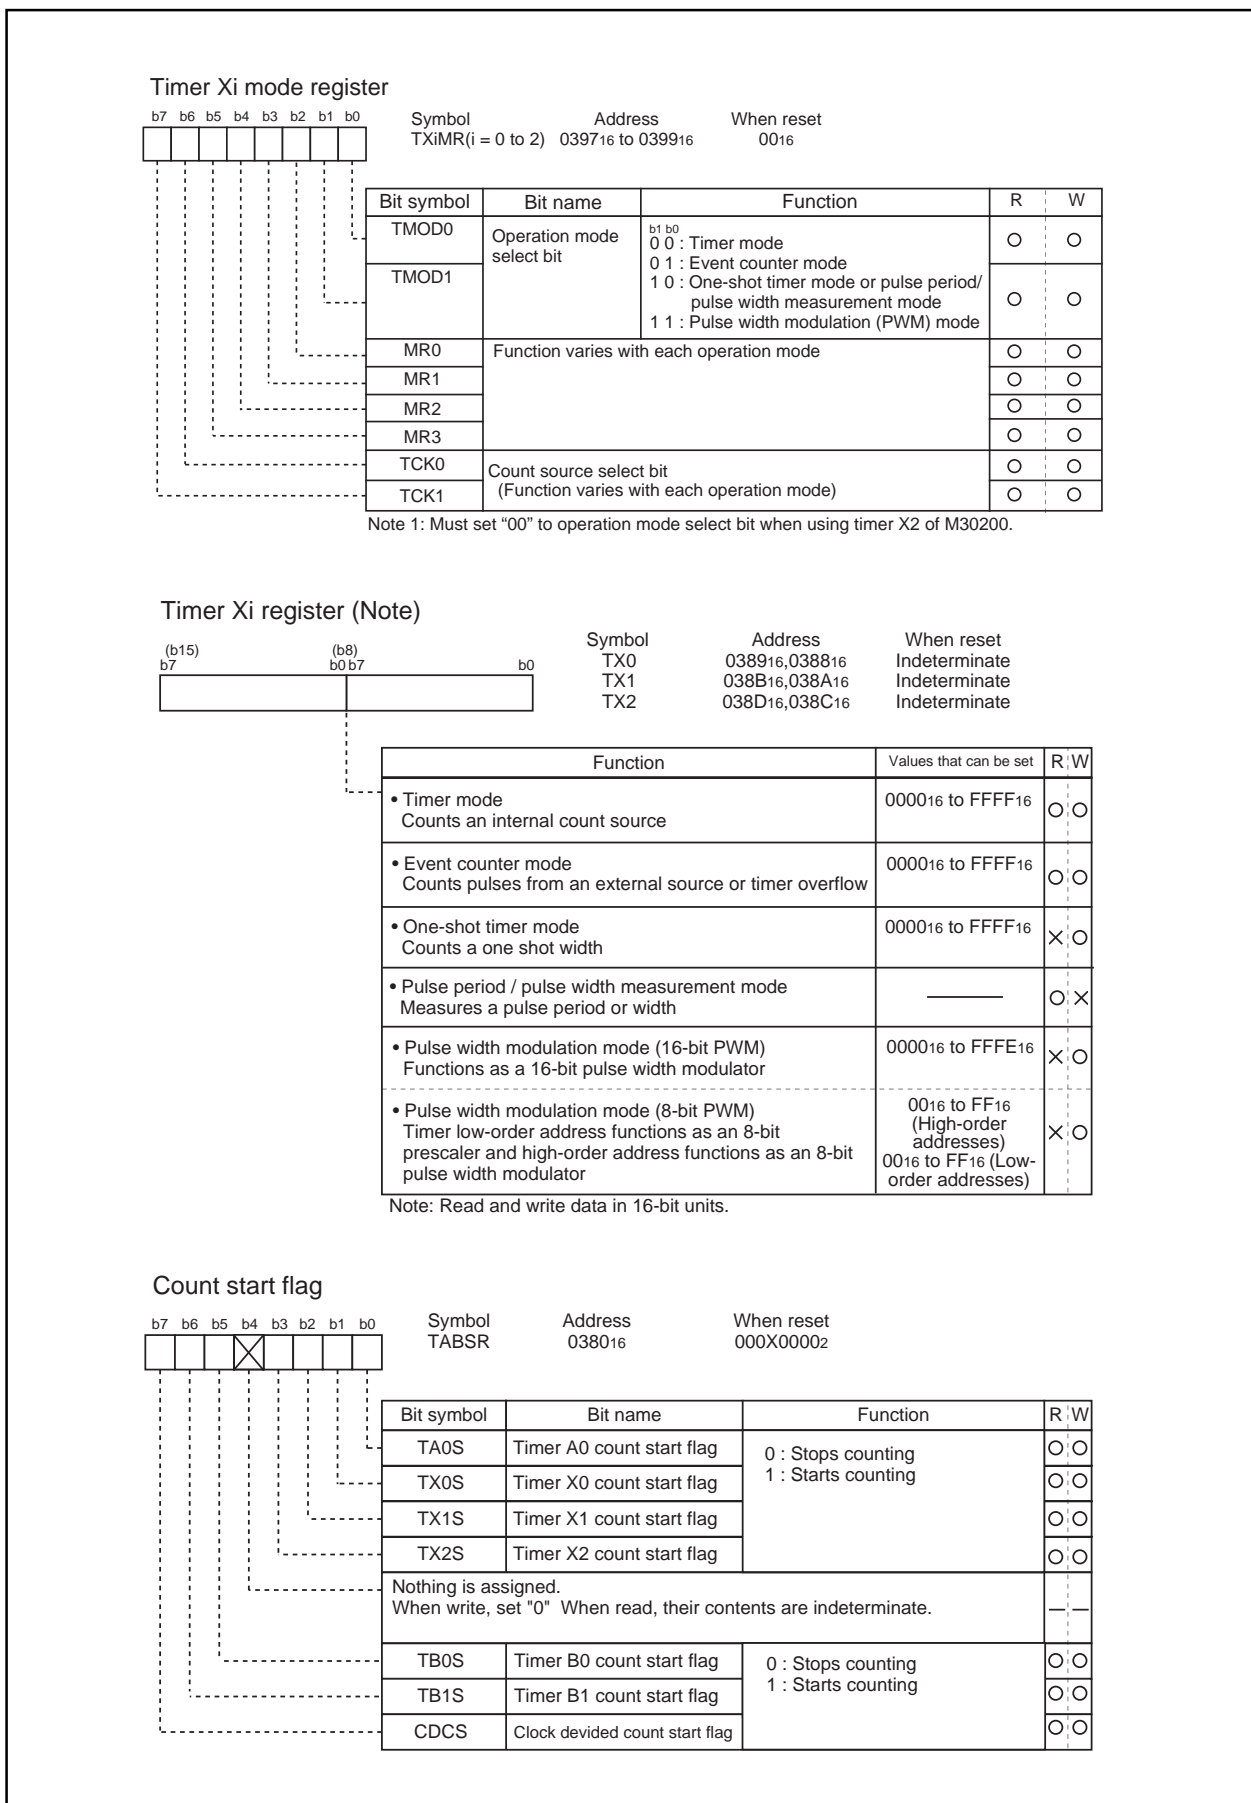 Timer Xi mode register
b7 b6 b5 b4 b3 b2 b1 b0
Symbol Address When reset
TXiMR(i = 0 to 2) 039716 to 039916 0016
Bit symbol Bit name Function R W
TMOD0 Operation mode select bit b1 b0
0 0 : Timer mode
0 1 : Event counter mode
TMOD1 1 0 : One-shot timer mode or pulse period/
pulse width measurement mode
1 1 : Pulse width modulation (PWM) mode
MR0 Function varies with each operation mode
MR1
MR2
MR3
TCK0 Count source select bit
TCK1 (Function varies with each operation mode)
Note 1: Must set “00” to operation mode select bit when using timer X2 of M30200.
Timer Xi register (Note)
(b15) (b8)
b7 b0 b7 b0
Symbol Address When reset
TX0 038916,038816 Indeterminate
TX1 038B16,038A16 Indeterminate
TX2 038D16,038C16 Indeterminate
Function Values that can be set R W
• Timer mode 000016 to FFFF16
Counts an internal count source
• Event counter mode 000016 to FFFF16
Counts pulses from an external source or timer overflow
• One-shot timer mode 000016 to FFFF16
Counts a one shot width
• Pulse period / pulse width measurement mode
Measures a pulse period or width
• Pulse width modulation mode (16-bit PWM) 000016 to FFFE16
Functions as a 16-bit pulse width modulator
• Pulse width modulation mode (8-bit PWM)
Timer low-order address functions as an 8-bit
prescaler and high-order address functions as an 8-bit
pulse width modulator
0016 to FF16
(High-order
addresses)
0016 to FF16 (Low-
order addresses)
Note: Read and write data in 16-bit units.
Count start flag
b7 b6 b5 b4 b3 b2 b1 b0
Symbol Address When reset
TABSR 038016 000X00002
Bit symbol Bit name Function R W
TA0S Timer A0 count start flag 0 : Stops counting
1 : Starts counting
TX0S Timer X0 count start flag
TX1S Timer X1 count start flag
TX2S Timer X2 count start flag
Nothing is assigned.
When write, set "0" When read, their contents are indeterminate.
TB0S Timer B0 count start flag 0 : Stops counting
1 : Starts counting
TB1S Timer B1 count start flag
CDCS Clock devided count start flag